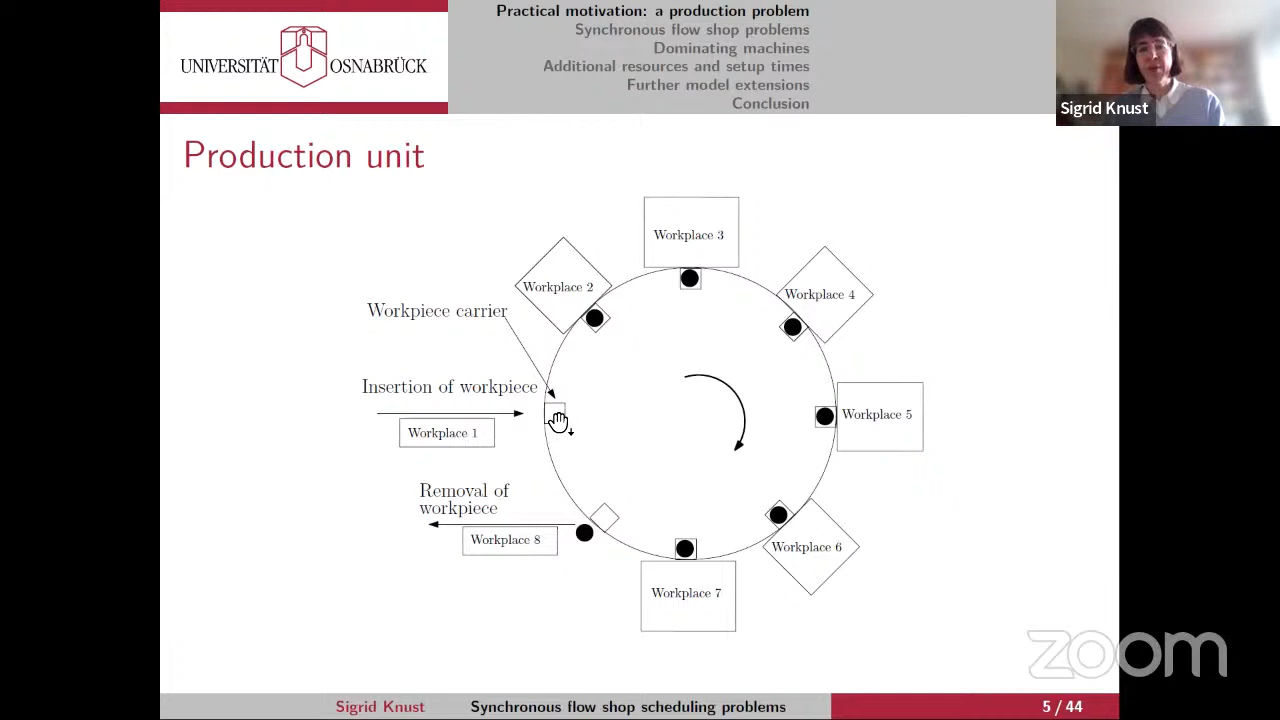 Practical motivation: a production problem
Synchronous flow shop problems
Dominating machines
Additional resources and setup times
Further model extensions
Conclusion
UNIVERSITÄT OSNABRÜCK
Sigrid Knust
Production unit
Workplace 3
Workplace 2
Workplace 4
Workpiece carrier
Insertion of workpiece
Workplace 1
Workplace 5
Removal of
workpiece
Workplace 8
Workplace 6
Workplace 7
zoom
Sigrid Knust Synchronous flow shop scheduling problems 5 / 44